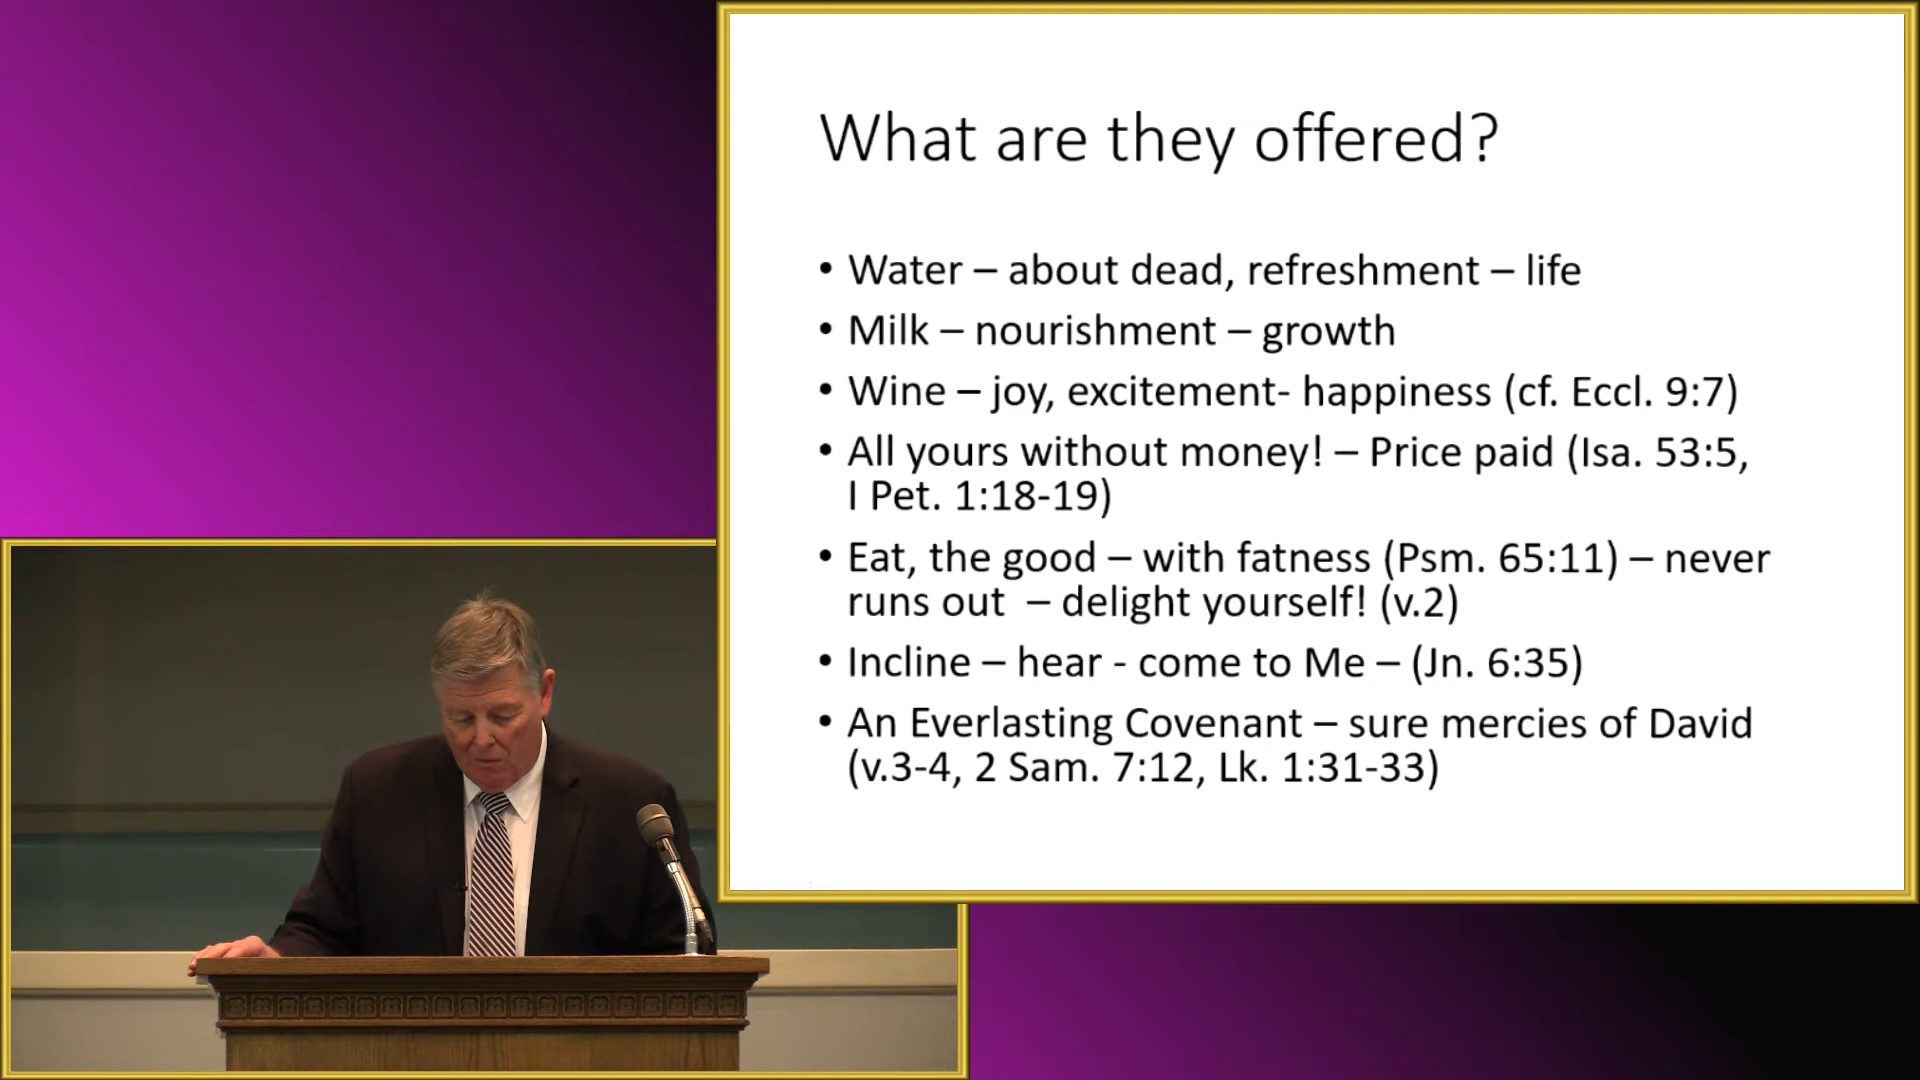 What are they offered?
• Water – about dead, refreshment – life
• Milk – nourishment – growth
• Wine – joy, excitement- happiness (cf. Eccl. 9:7)
• All yours without money! – Price paid (Isa. 53:5,
I Pet. 1:18-19)
• Eat, the good – with fatness (Psm. 65:11) – never
runs out – delight yourself! (v.2)
• Incline – hear - come to Me – (Jn. 6:35)
• An Everlasting Covenant – sure mercies of David
(v.3-4, 2 Sam. 7:12, Lk. 1:31-33)